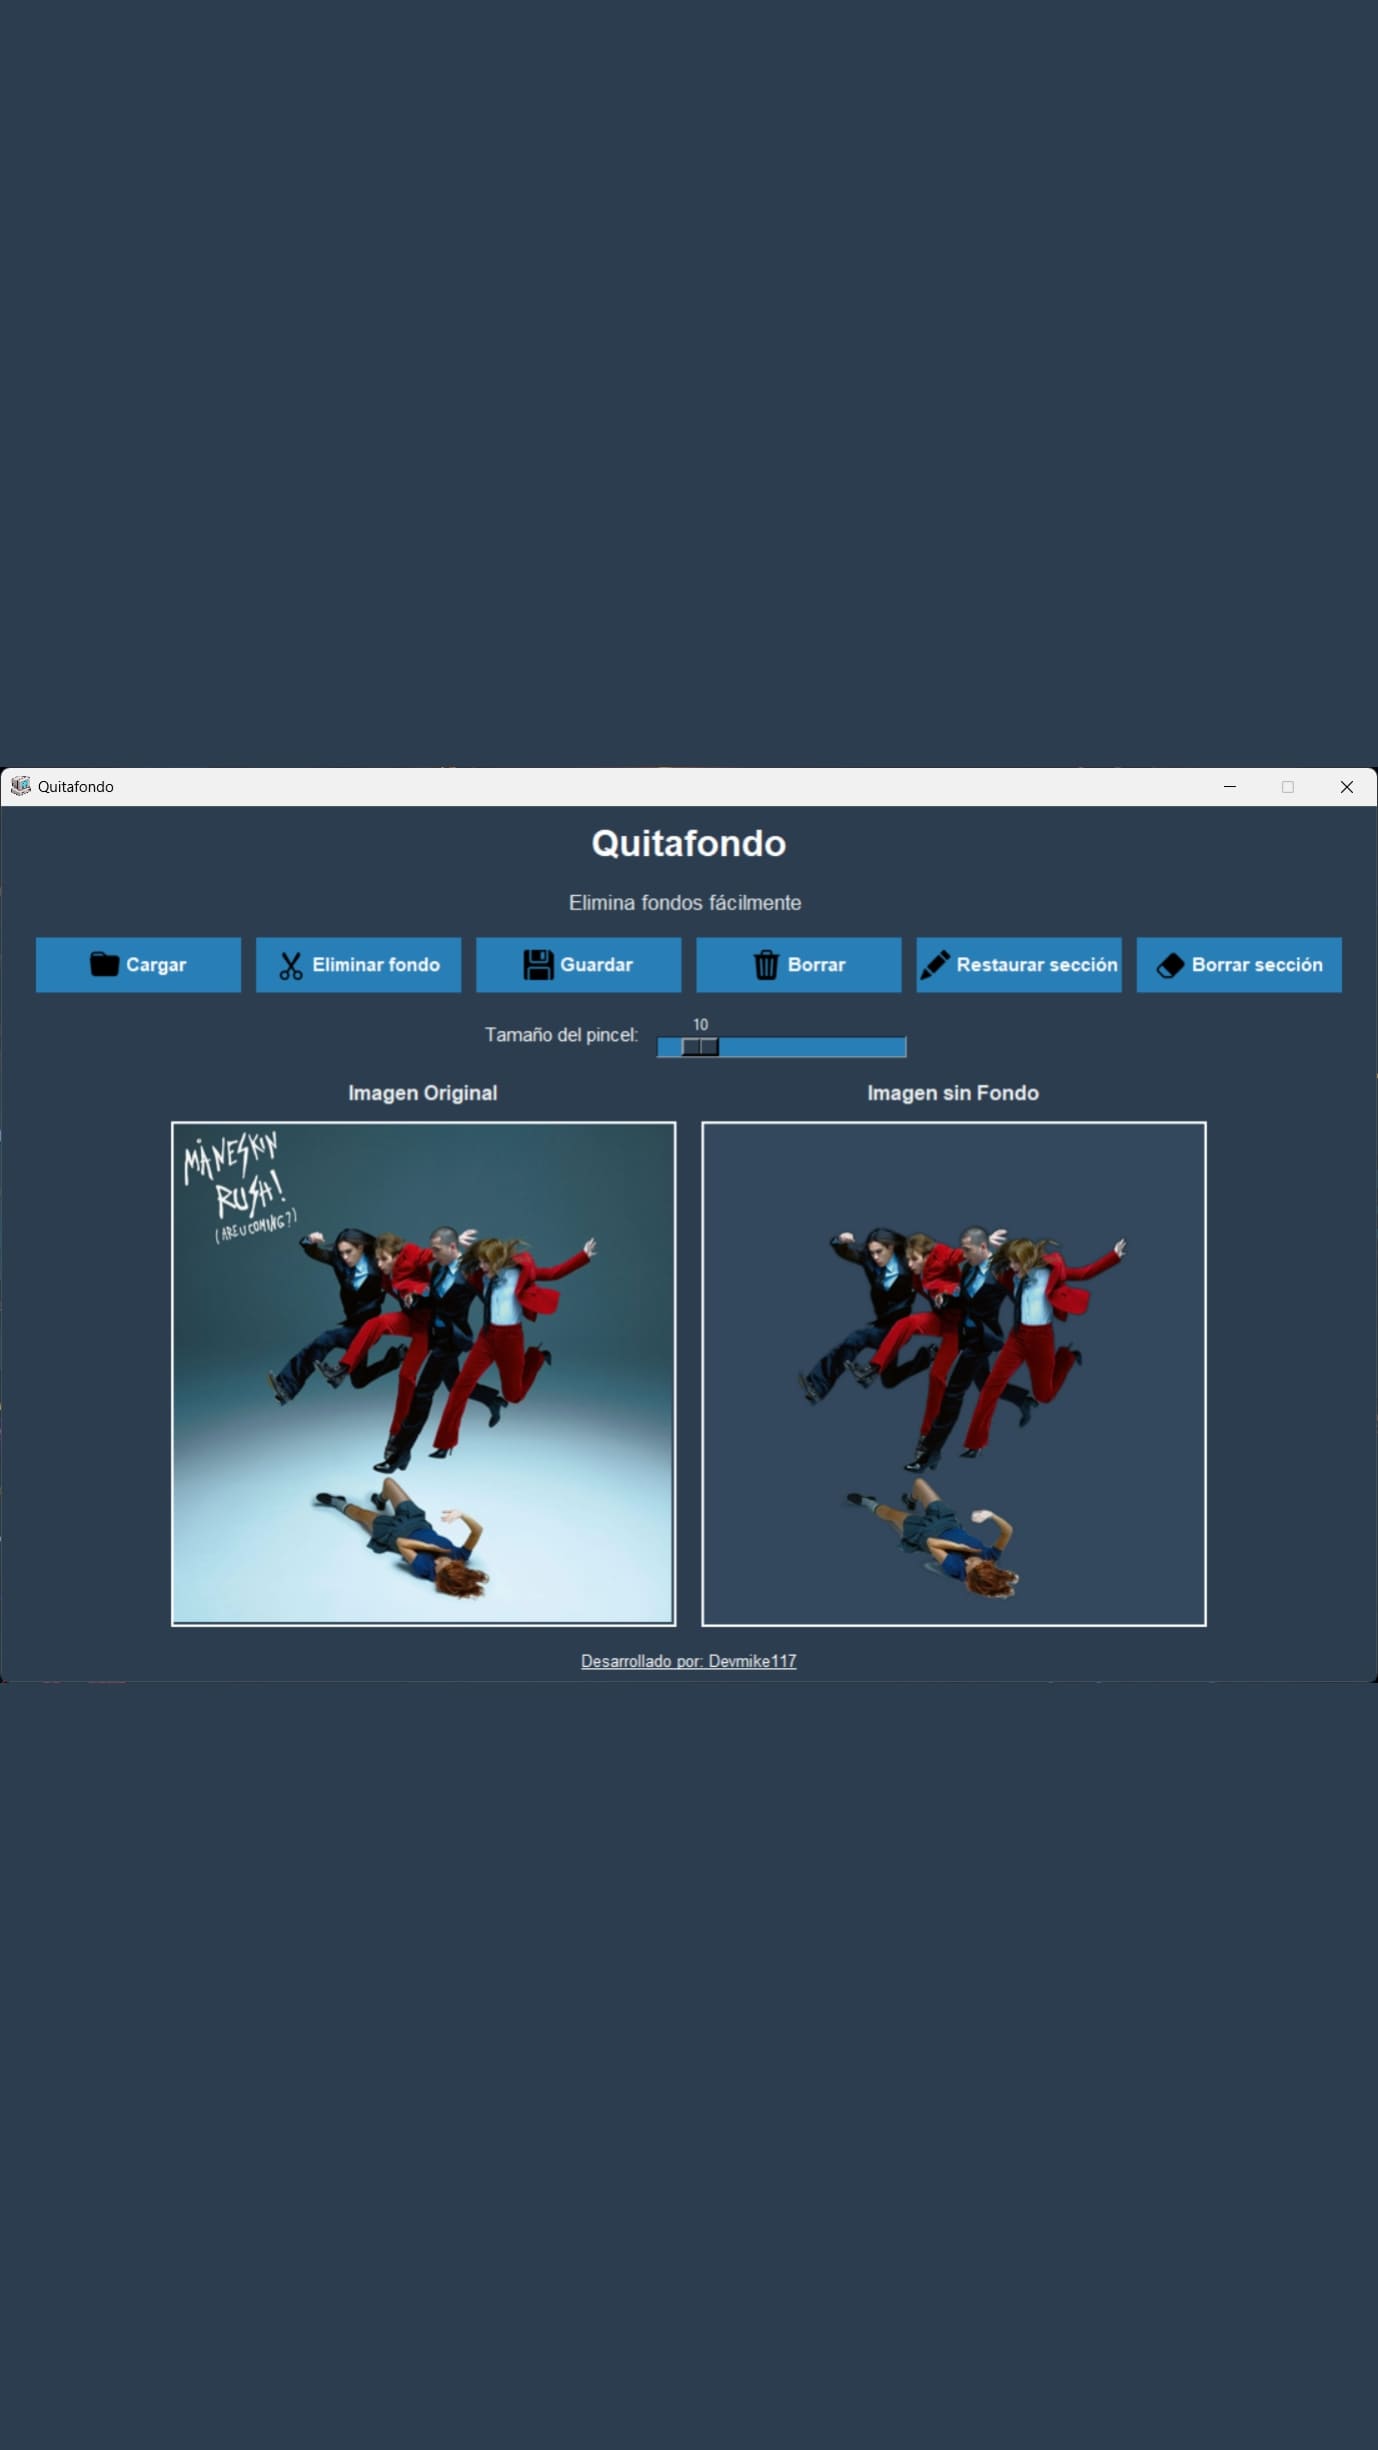 Quitafondo
Quitafondo
Elimina fondos fácilmente
Cargar
Eliminar fondo
Guardar
Borrar
Restaurar sección
Borrar sección
Tamaño del pincel:
10
Imagen Original
Imagen sin Fondo
MÅNESKIN
RUSH!
(ARE U COMING?)
Desarrollado por: Devmike117